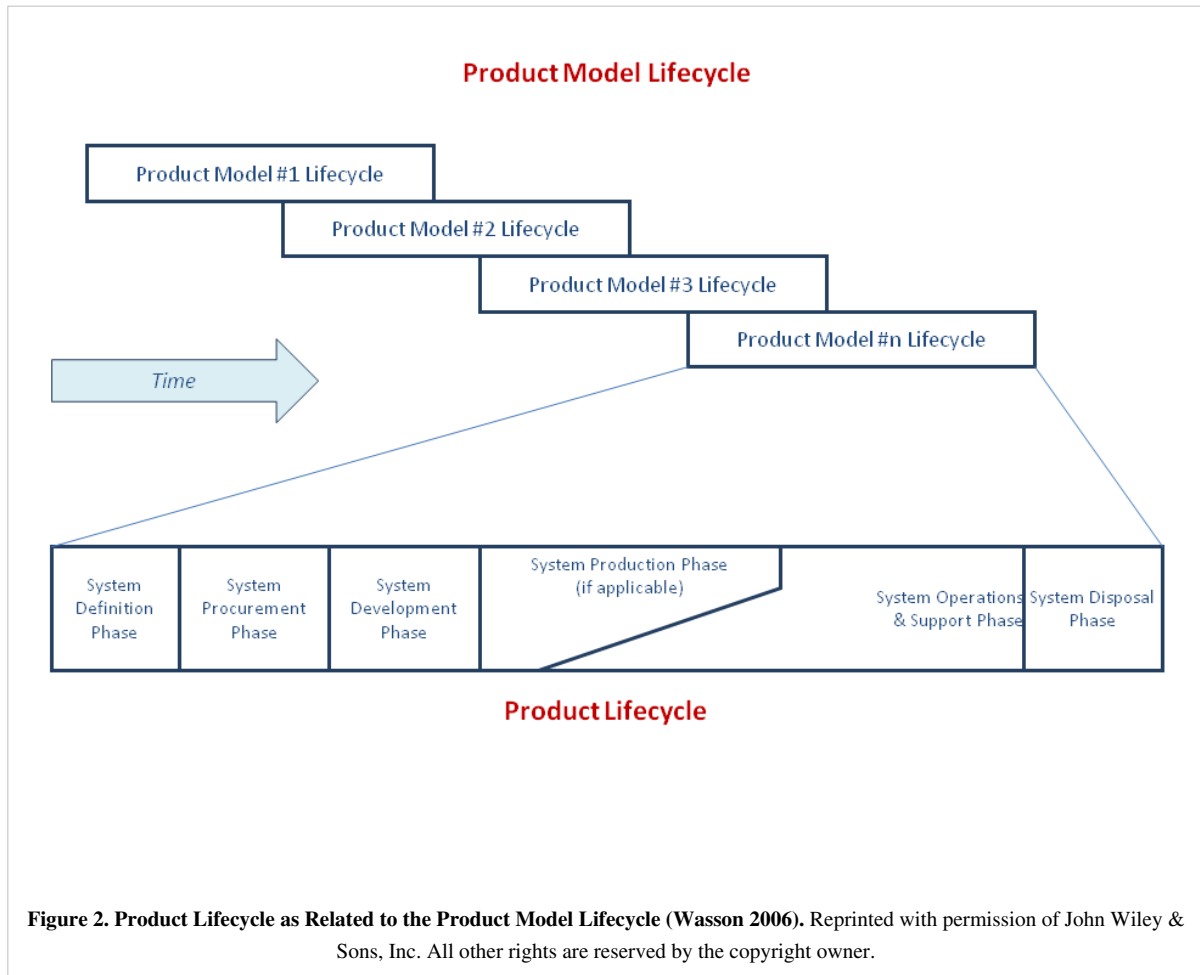 Product Model Lifecycle
Product Model #1 Lifecycle
Product Model #2 Lifecycle
Product Model #3 Lifecycle
Product Model #n Lifecycle
Time
System
Definition
Phase
System
Procurement
Phase
System
Development
Phase
System Production Phase
(if applicable)
System Operations
& Support Phase
System Disposal
Phase
Product Lifecycle
Figure 2. Product Lifecycle as Related to the Product Model Lifecycle (Wasson 2006). Reprinted with permission of John Wiley &
Sons, Inc. All other rights are reserved by the copyright owner.